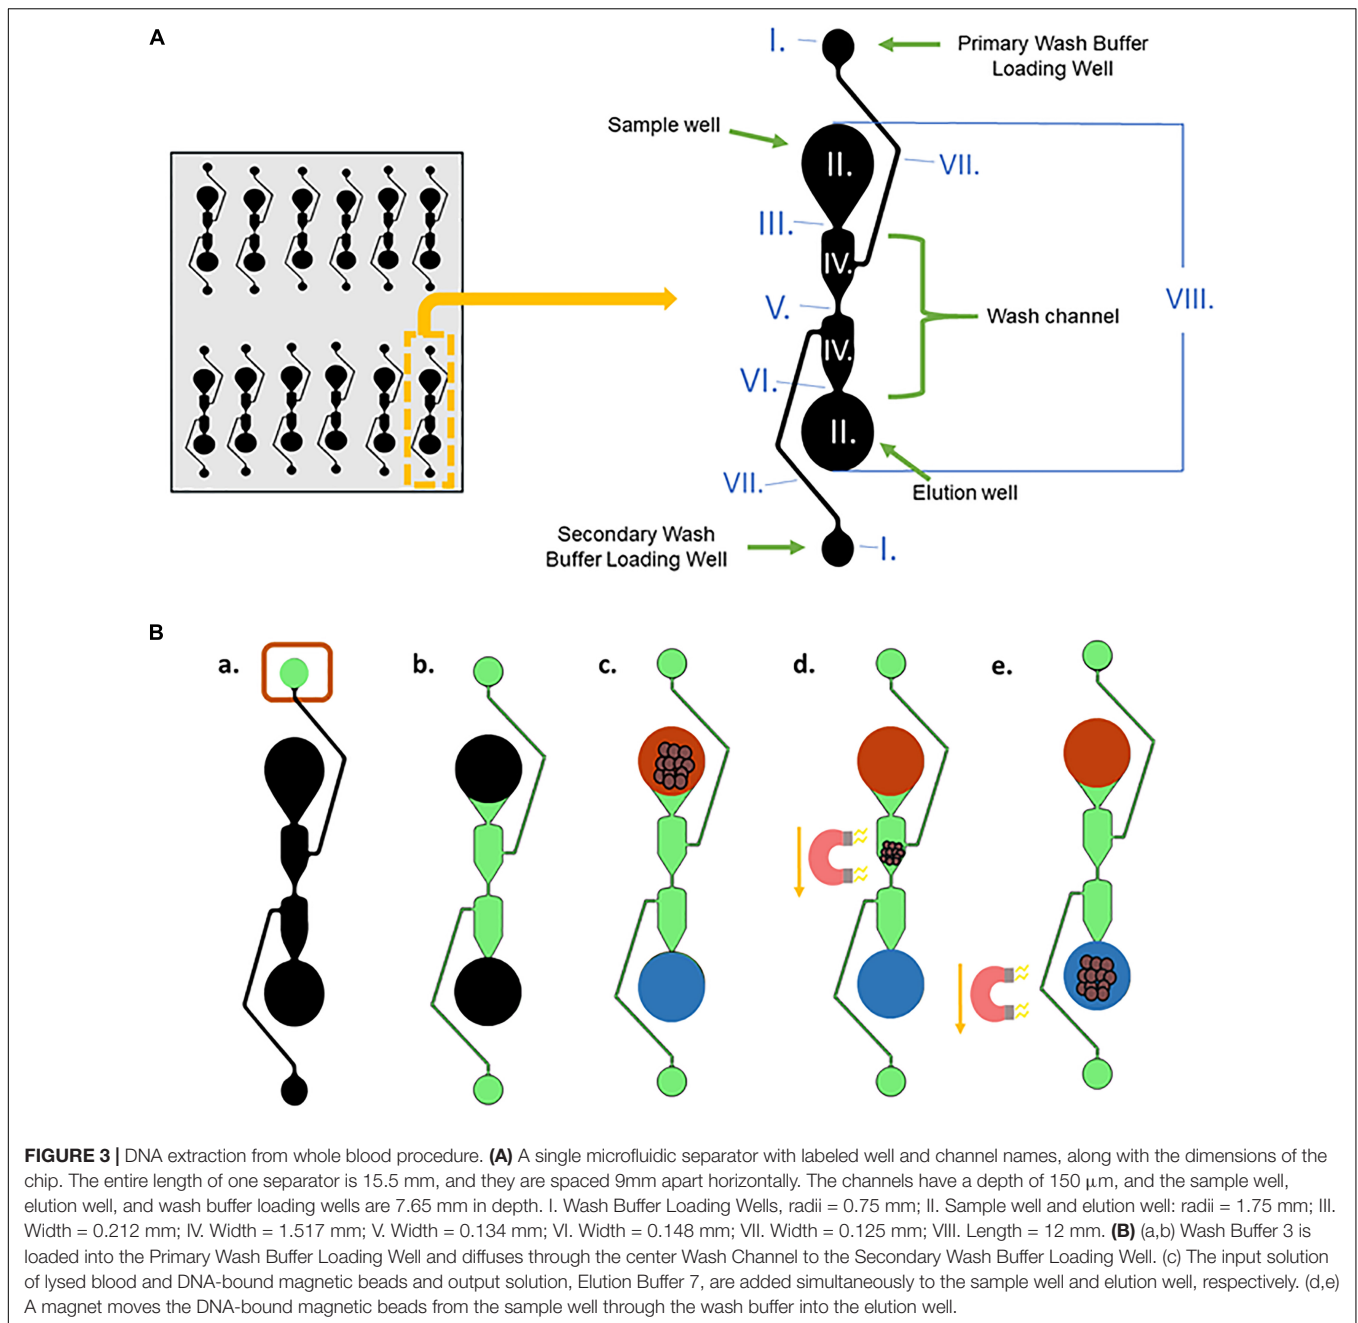 A
I.
Primary Wash Buffer
Loading Well
Sample well
II.
VII.
III.
IV.
V.
Wash channel
VIII.
IV.
VI.
II.
VII.
Elution well
Secondary Wash
Buffer Loading Well
I.
B
a.
b.
c.
d.
e.
FIGURE 3 | DNA extraction from whole blood procedure. (A) A single microfluidic separator with labeled well and channel names, along with the dimensions of the
chip. The entire length of one separator is 15.5 mm, and they are spaced 9mm apart horizontally. The channels have a depth of 150 μm, and the sample well,
elution well, and wash buffer loading wells are 7.65 mm in depth. I. Wash Buffer Loading Wells, radii = 0.75 mm; II. Sample well and elution well: radii = 1.75 mm; III.
Width = 0.212 mm; IV. Width = 1.517 mm; V. Width = 0.134 mm; VI. Width = 0.148 mm; VII. Width = 0.125 mm; VIII. Length = 12 mm. (B) (a,b) Wash Buffer 3 is
loaded into the Primary Wash Buffer Loading Well and diffuses through the center Wash Channel to the Secondary Wash Buffer Loading Well. (c) The input solution
of lysed blood and DNA-bound magnetic beads and output solution, Elution Buffer 7, are added simultaneously to the sample well and elution well, respectively. (d,e)
A magnet moves the DNA-bound magnetic beads from the sample well through the wash buffer into the elution well.